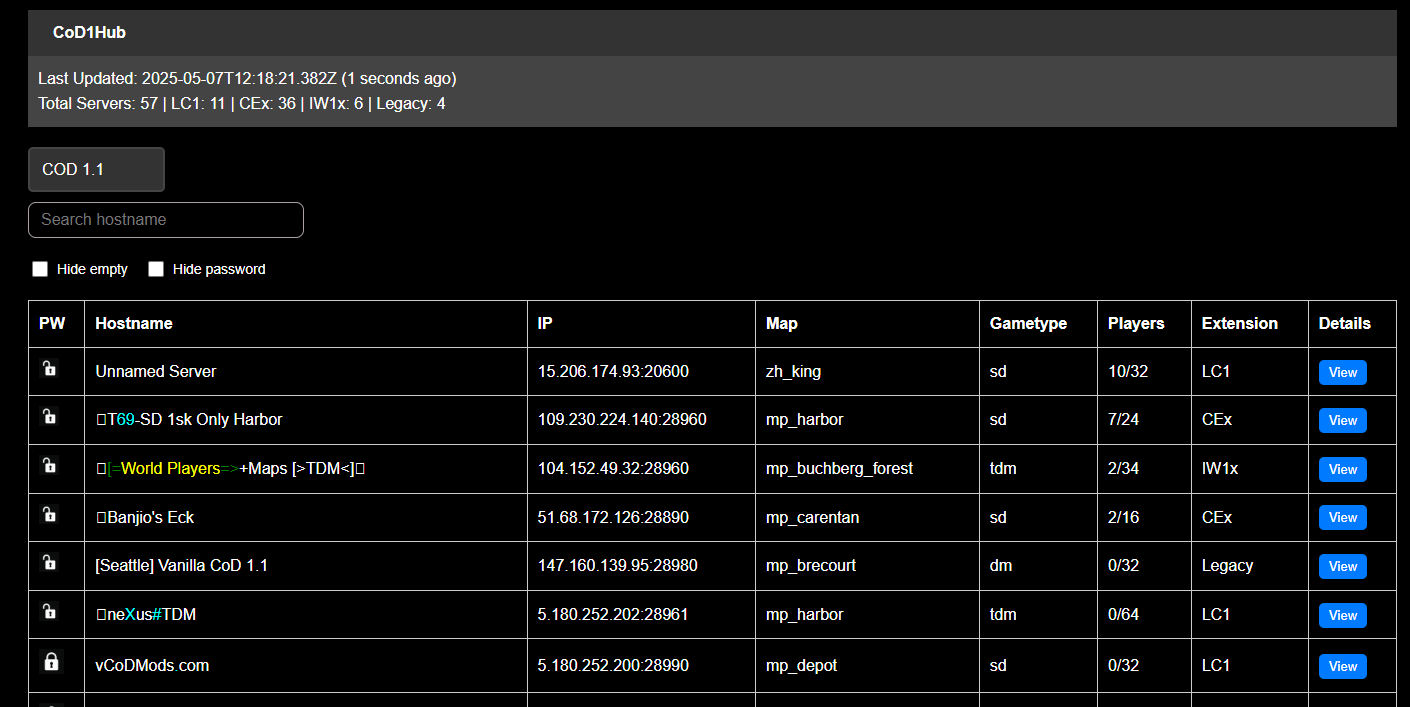 CoD1Hub
Last Updated: 2025-05-07T12:18:21.382Z (1 seconds ago)
Total Servers: 57 | LC1: 11 | CEx: 36 | IW1x: 6 | Legacy: 4
COD 1.1
Search hostname
Hide empty Hide password
PW Hostname IP Map Gametype Players Extension Details
Unnamed Server 15.206.174.93:20600 zh_king sd 10/32 LC1 View
▯T69-SD 1sk Only Harbor 109.230.224.140:28960 mp_harbor sd 7/24 CEx View
▯[=World Players=>+Maps [>TDM<]▯ 104.152.49.32:28960 mp_buchberg_forest tdm 2/34 IW1x View
▯Banjio's Eck 51.68.172.126:28890 mp_carentan sd 2/16 CEx View
[Seattle] Vanilla CoD 1.1 147.160.139.95:28980 mp_brecourt dm 0/32 Legacy View
▯neXus#TDM 5.180.252.202:28961 mp_harbor tdm 0/64 LC1 View
vCoDMods.com 5.180.252.200:28990 mp_depot sd 0/32 LC1 View